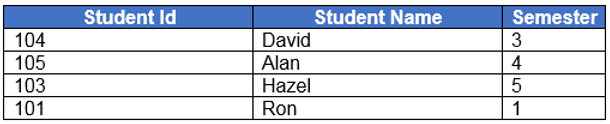 Student Id Student Name Semester
104 David 3
105 Alan 4
103 Hazel 5
101 Ron 1